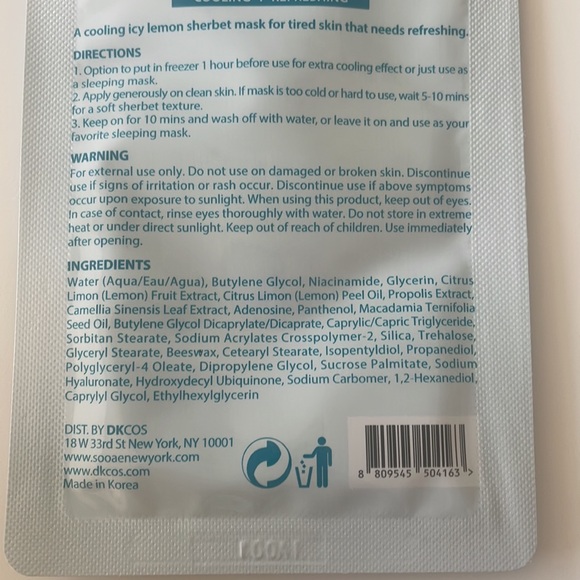 COOLING + REFRESHING
A cooling icy lemon sherbet mask for tired skin that needs refreshing.
DIRECTIONS
1. Option to put in freezer 1 hour before use for extra cooling effect or just use as
a sleeping mask.
2. Apply generously on clean skin. If mask is too cold or hard to use, wait 5-10 mins
for a soft sherbet texture.
3. Keep on for 10 mins and wash off with water, or leave it on and use as your
favorite sleeping mask.
WARNING
For external use only. Do not use on damaged or broken skin. Discontinue
use if signs of irritation or rash occur. Discontinue use if above symptoms
occur upon exposure to sunlight. When using this product, keep out of eyes.
In case of contact, rinse eyes thoroughly with water. Do not store in extreme
heat or under direct sunlight. Keep out of reach of children. Use immediately
after opening.
INGREDIENTS
Water (Aqua/Eau/Agua), Butylene Glycol, Niacinamide, Glycerin, Citrus
Limon (Lemon) Fruit Extract, Citrus Limon (Lemon) Peel Oil, Propolis Extract,
Camellia Sinensis Leaf Extract, Adenosine, Panthenol, Macadamia Ternifolia
Seed Oil, Butylene Glycol Dicaprylate/Dicaprate, Caprylic/Capric Triglyceride,
Sorbitan Stearate, Sodium Acrylates Crosspolymer-2, Silica, Trehalose,
Glyceryl Stearate, Beeswax, Cetearyl Stearate, Isopentyldiol, Propanediol,
Polyglyceryl-4 Oleate, Dipropylene Glycol, Sucrose Palmitate, Sodium
Hyaluronate, Hydroxydecyl Ubiquinone, Sodium Carbomer, 1,2-Hexanediol,
Caprylyl Glycol, Ethylhexylglycerin
DIST. BY DKCOS
18 W 33rd St New York, NY 10001
www.sooaenewyork.com
www.dkcos.com
Made in Korea
8 809545 504163 >